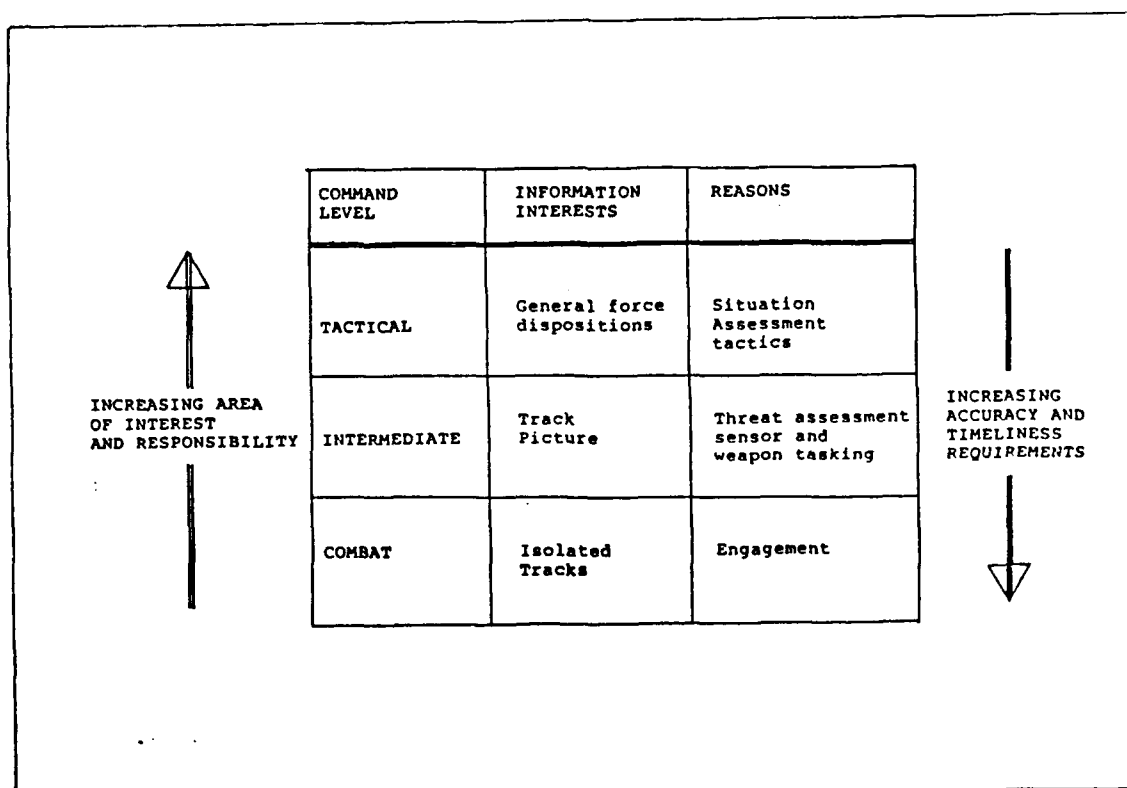 COMMAND
LEVEL
INFORMATION
INTERESTS
REASONS
TACTICAL
General force
dispositions
Situation
Assessment
tactics
INCREASING AREA
OF INTEREST
AND RESPONSIBILITY
INTERMEDIATE
Track
Picture
Threat assessment
sensor and
weapon tasking
INCREASING
ACCURACY AND
TIMELINESS
REQUIREMENTS
COMBAT
Isolated
Tracks
Engagement